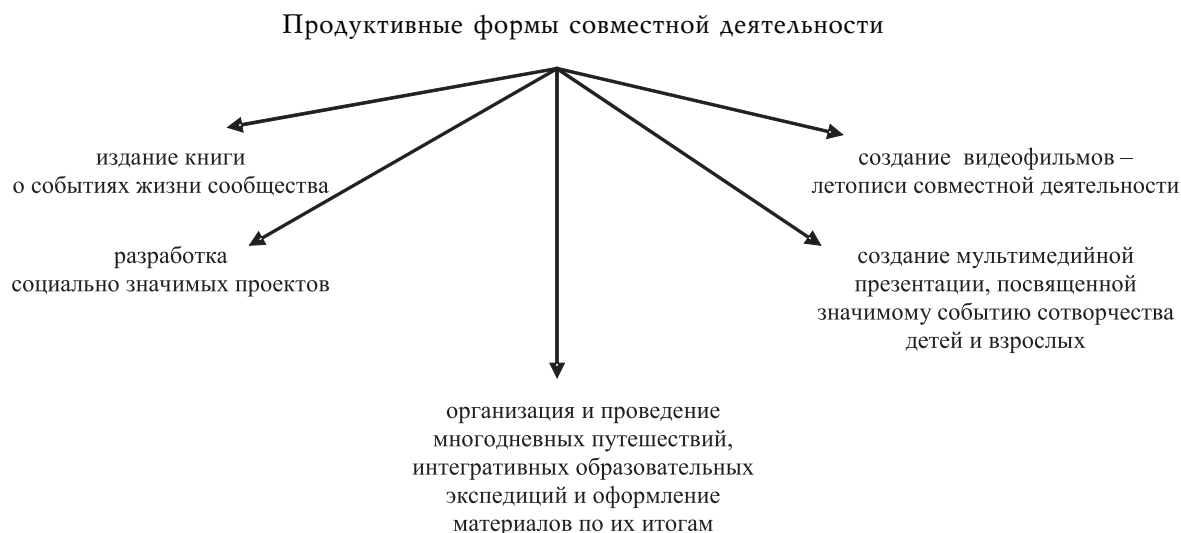 Продуктивные формы совместной деятельности
издание книги
о событиях жизни сообщества
разработка
социально значимых проектов
организация и проведение
многодневных путешествий,
интегративных образовательных
экспедиций и оформление
материалов по их итогам
создание видеофильмов –
летописи совместной деятельности
создание мультимедийной
презентации, посвященной
значимому событию сотворчества
детей и взрослых